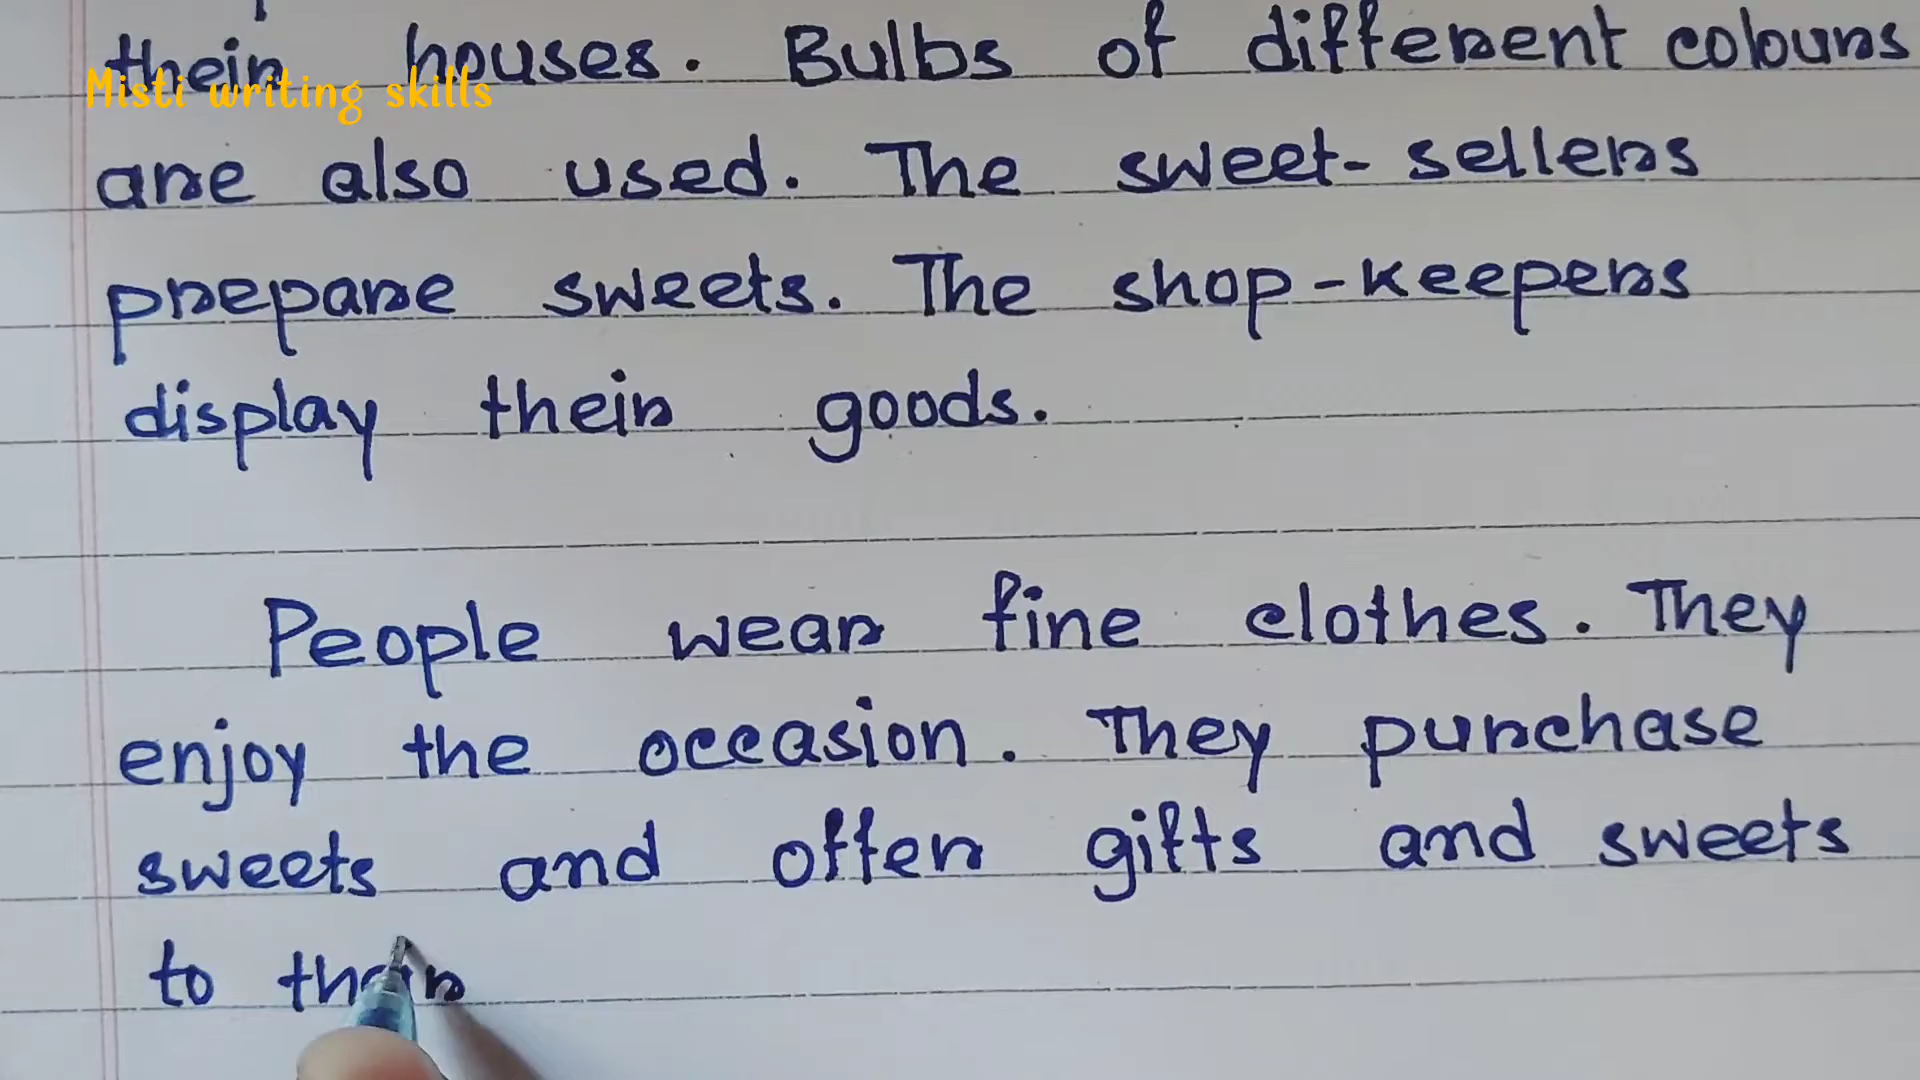 their houses. Bulbs of different colours
Misti writing skills
are also used. The sweet-sellers
prepare sweets. The shop-keepers
display their goods.
People wear fine clothes. They
enjoy the occasion. They purchase
sweets and offer gifts and sweets
to their